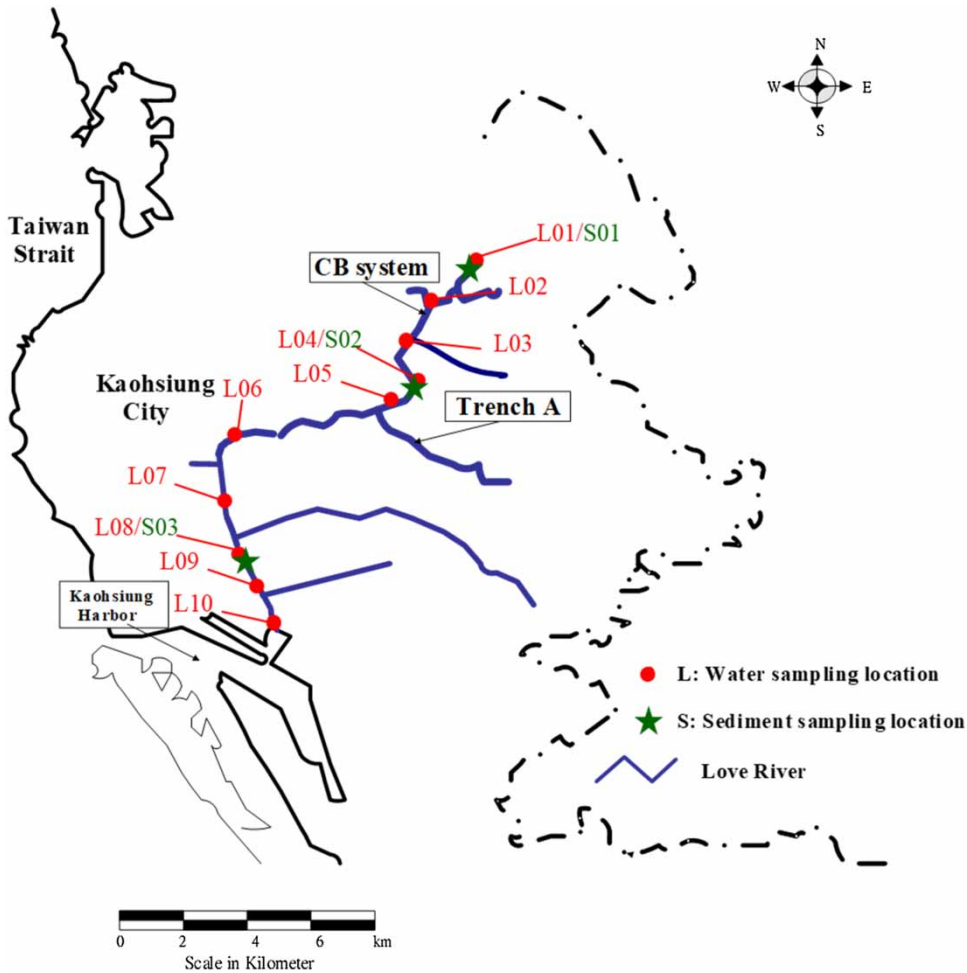 N
W E
S
Taiwan
Strait
L01/S01
CB system
L02
L04/S02
L03
L05
Kaohsiung
City
L06
Trench A
L07
L08/S03
L09
Kaohsiung
Harbor
L10
L: Water sampling location
S: Sediment sampling location
Love River
0 2 4 6 km
Scale in Kilometer